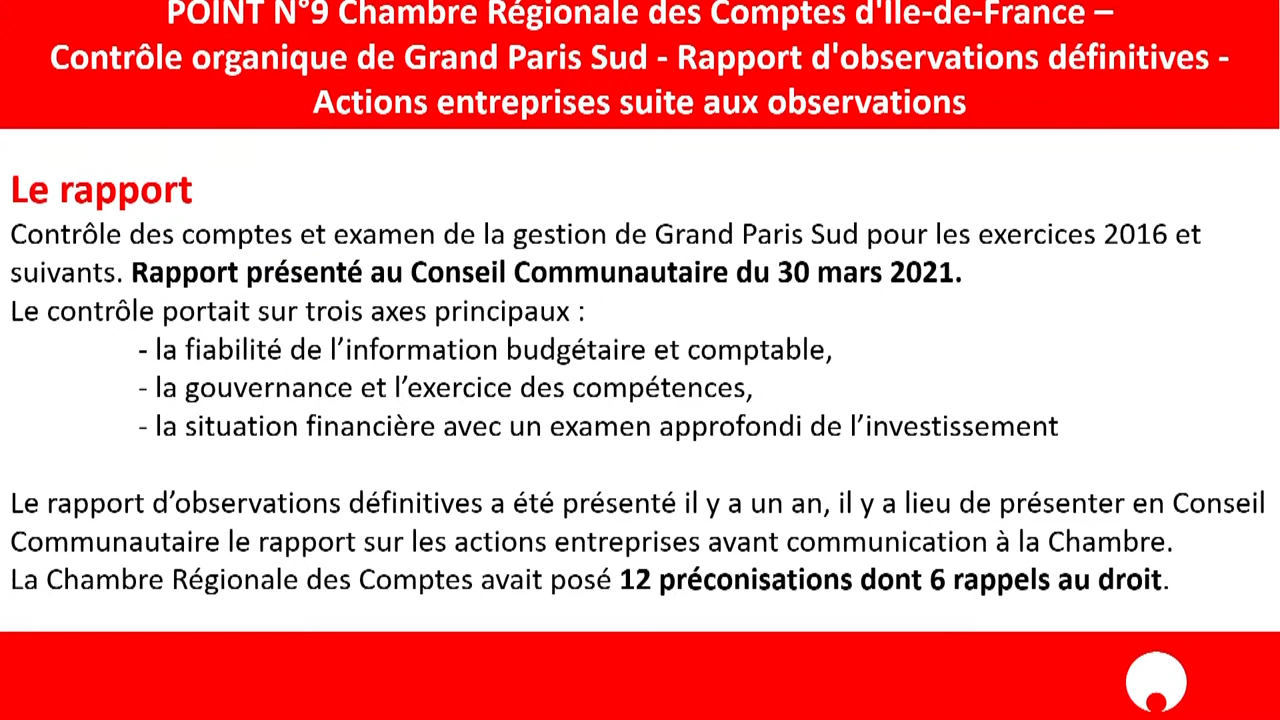 POINT N°9 Chambre Régionale des Comptes d'Ile-de-France –
Contrôle organique de Grand Paris Sud - Rapport d'observations définitives -
Actions entreprises suite aux observations
Le rapport
Contrôle des comptes et examen de la gestion de Grand Paris Sud pour les exercices 2016 et
suivants. Rapport présenté au Conseil Communautaire du 30 mars 2021.
Le contrôle portait sur trois axes principaux :
- la fiabilité de l’information budgétaire et comptable,
- la gouvernance et l’exercice des compétences,
- la situation financière avec un examen approfondi de l’investissement
Le rapport d’observations définitives a été présenté il y a un an, il y a lieu de présenter en Conseil
Communautaire le rapport sur les actions entreprises avant communication à la Chambre.
La Chambre Régionale des Comptes avait posé 12 préconisations dont 6 rappels au droit.